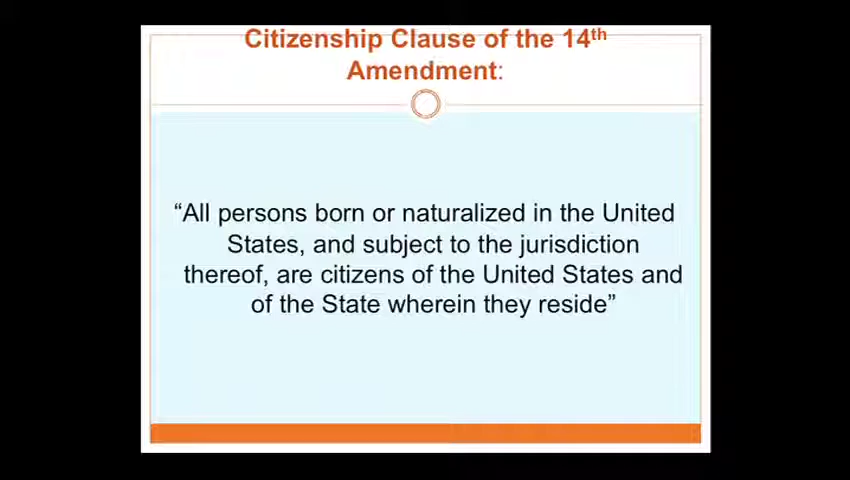 Citizenship Clause of the 14th
Amendment:
“All persons born or naturalized in the United
States, and subject to the jurisdiction
thereof, are citizens of the United States and
of the State wherein they reside”